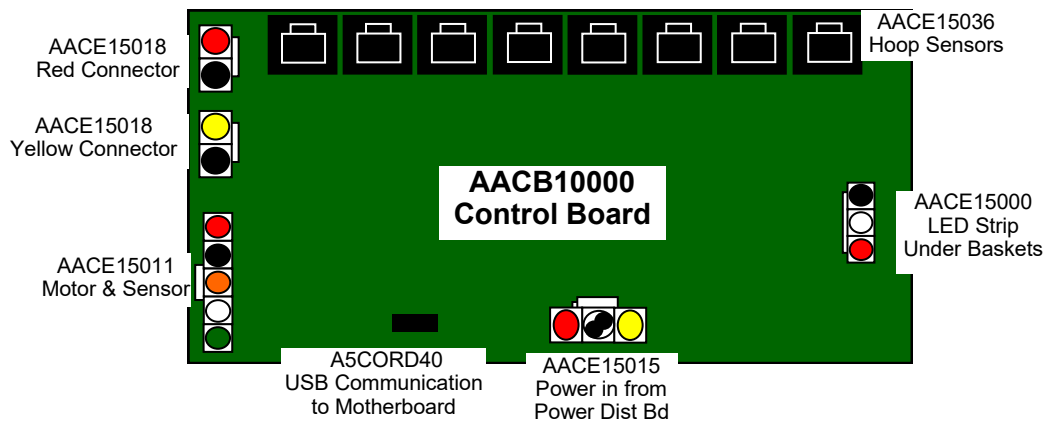 AACE15018
Red Connector
AACE15036
Hoop Sensors
AACE15018
Yellow Connector
AACB10000
Control Board
AACE15000
LED Strip
Under Baskets
AACE15011
Motor & Sensor
A5CORD40
USB Communication
to Motherboard
AACE15015
Power in from
Power Dist Bd